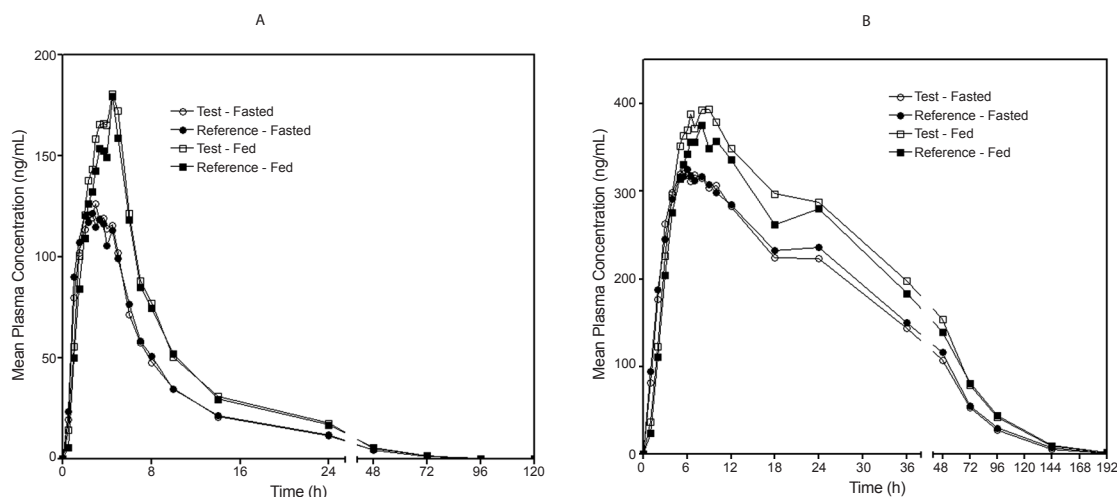 A
Mean Plasma Concentration (ng/mL)
200
150
100
50
0
Test - Fasted
Reference - Fasted
Test - Fed
Reference - Fed
0 8 16 24 48 72 96 120
Time (h)
B
Mean Plasma Concentration (ng/mL)
400
300
200
100
0
Test - Fasted
Reference - Fasted
Test - Fed
Reference - Fed
0 6 12 18 24 36 48 72 96 120 144 168 192
Time (h)